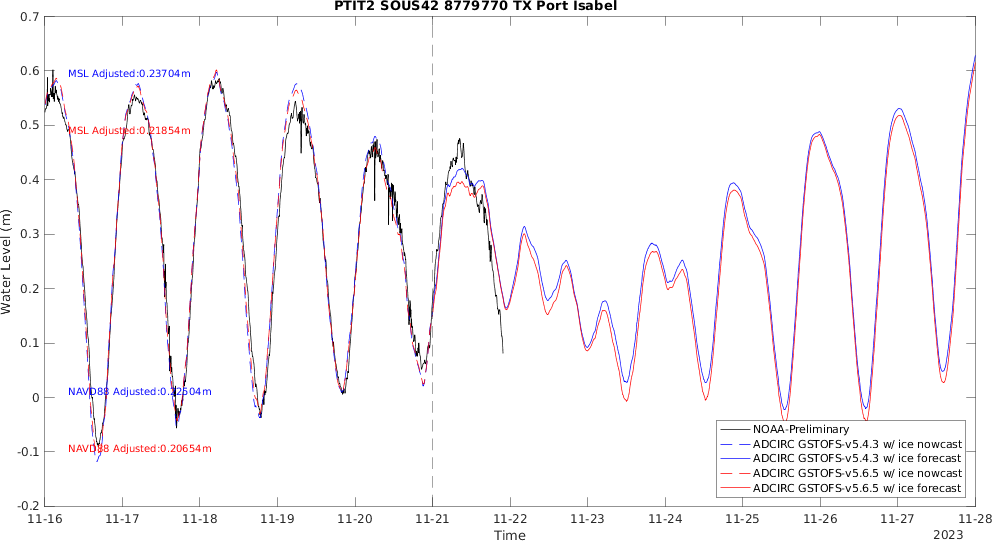 PTIT2 SOUS42 8779770 TX Port Isabel
0.7
0.6
0.5
0.4
0.3
0.2
0.1
0
-0.1
-0.2
Water Level (m)
MSL Adjusted:0.23704m
MSL Adjusted:0.21854m
NAVD88 Adjusted:0.22504m
NAVD88 Adjusted:0.20654m
NOAA-Preliminary
ADCIRC GSTOFS-v5.4.3 w/ ice nowcast
ADCIRC GSTOFS-v5.4.3 w/ ice forecast
ADCIRC GSTOFS-v5.6.5 w/ ice nowcast
ADCIRC GSTOFS-v5.6.5 w/ ice forecast
11-16 11-17 11-18 11-19 11-20 11-21 11-22 11-23 11-24 11-25 11-26 11-27 11-28
Time
2023